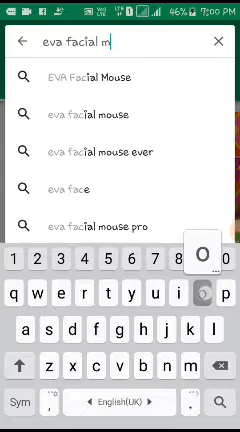 46% 7:00 PM
eva facial m
EVA Facial Mouse
eva facial mouse
eva facial mouse ever
eva face
eva facial mouse pro
o
1 2 3 4 5 6 7 8 0
q w e r t y u i o p
a s d f g h j k l
z x c v b n m
Sym , English(UK) .